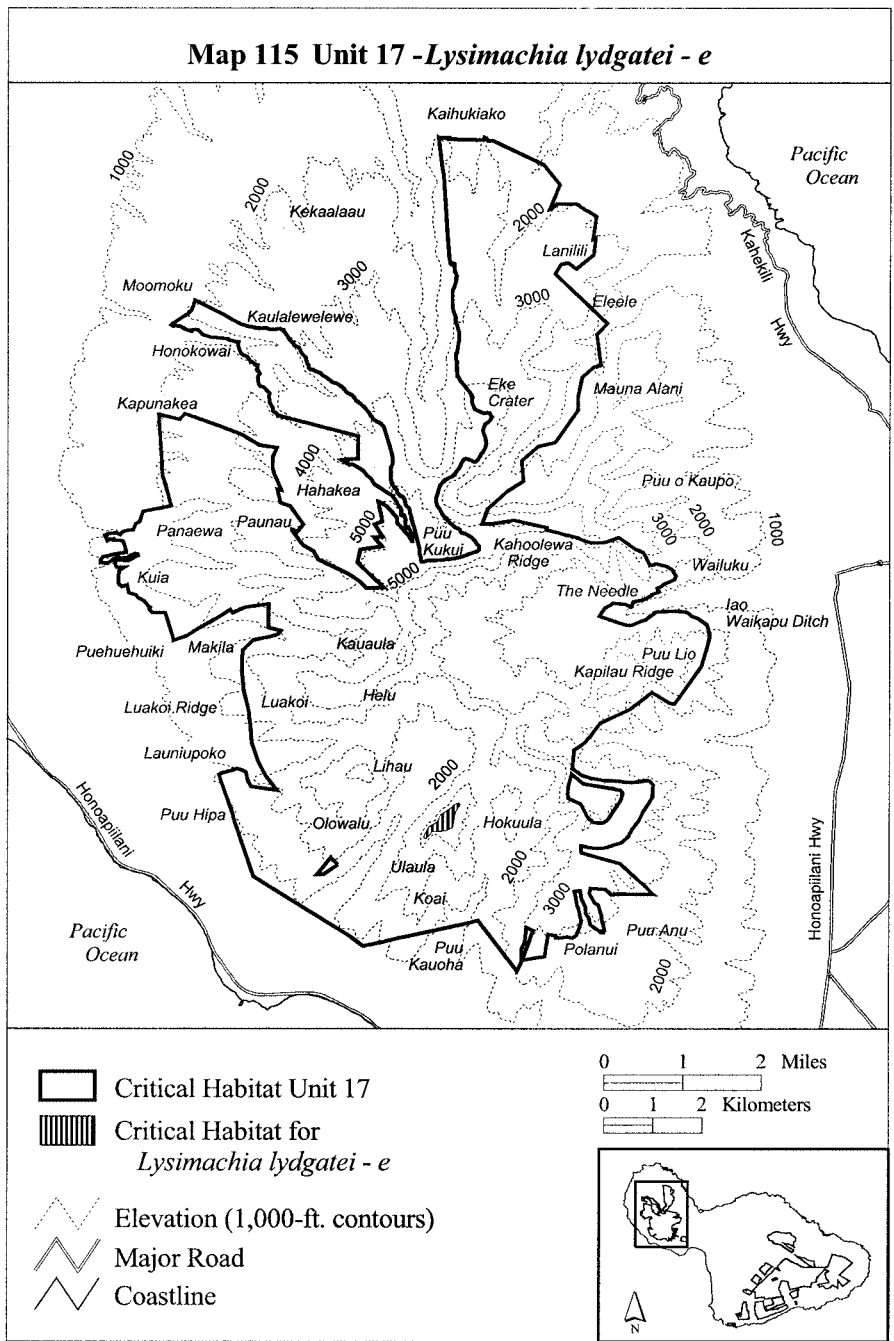 Map 115 Unit 17 -Lysimachia lydgatei - e
Kaihukiako
Pacific
Ocean
1000
2000
Kekaalaau
2000
Lanilili
Kahekili
Hwy
3000
Moomoku
Kaulalewelewe
3000
Eleele
Honokowai
Eke
Crater
Mauna Alani
Kapunakea
4000
Hahakea
Puu o Kaupo
Panaewa
Paunau
5000
Puu
Kukui
Kahoolewa
Ridge
3000
2000
1000
Wailuku
Kuia
5000
The Needle
Iao
Waikapu Ditch
Puehuehuiki
Makila
Kauaula
Puu Lio
Kapilau Ridge
Luakoi Ridge
Luakoi
Helu
Launiupoko
Lihau
2000
Puu Hipa
Olowalu
Hokuula
Honoapiilani
Hwy
Ulaula
2000
Koai
3000
Honoapiilani Hwy
Pacific
Ocean
Puu
Kauoha
Polanui
Puu Anu
2000
Critical Habitat Unit 17
Critical Habitat for
Lysimachia lydgatei - e
Elevation (1,000-ft. contours)
Major Road
Coastline
0 1 2 Miles
0 1 2 Kilometers
N